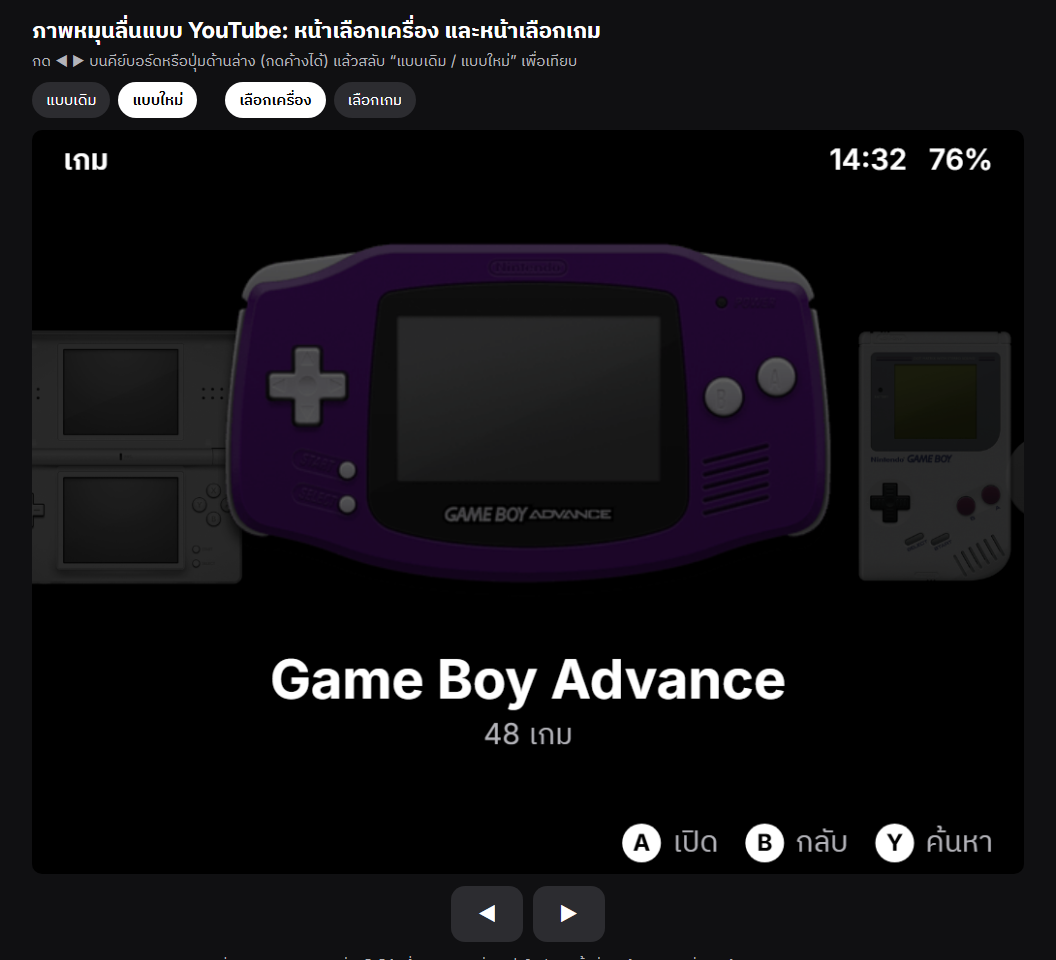 ภาพหมุนลื่นแบบ YouTube: หน้าเลือกเครื่อง และหน้าเลือกเกม
กด ◀ ▶ บนคีย์บอร์ดหรือปุ่มด้านล่าง (กดค้างได้) แล้วสลับ “แบบเดิม / แบบใหม่” เพื่อเทียบ
แบบเดิม แบบใหม่ เลือกเครื่อง เลือกเกม
เกม 14:32 76%
Nintendo
GAME BOY ADVANCE
Nintendo GAME BOY
Game Boy Advance
48 เกม
A เปิด B กลับ Y ค้นหา
◀ ▶